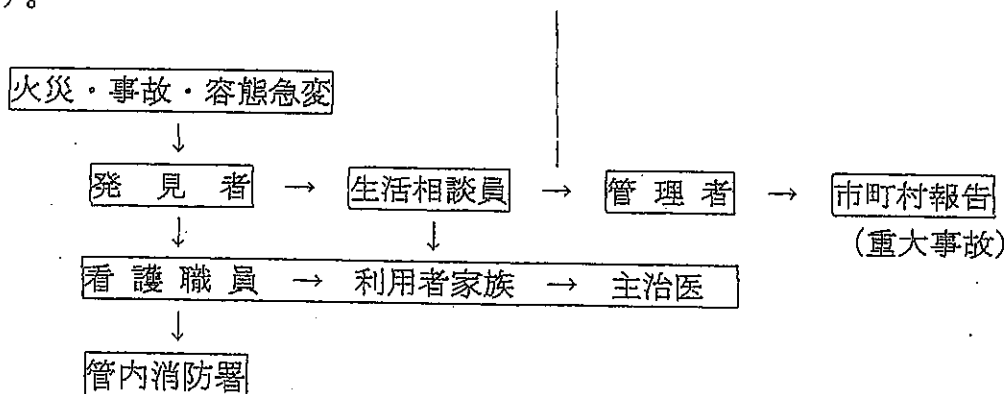 す。
火災・事故・容態急変
↓
発　見　者 → 生活相談員 → 管　理　者 → 市町村報告
↓ ↓ （重大事故）
看　護　職　員 → 利用者家族 → 主治医
↓
管内消防署